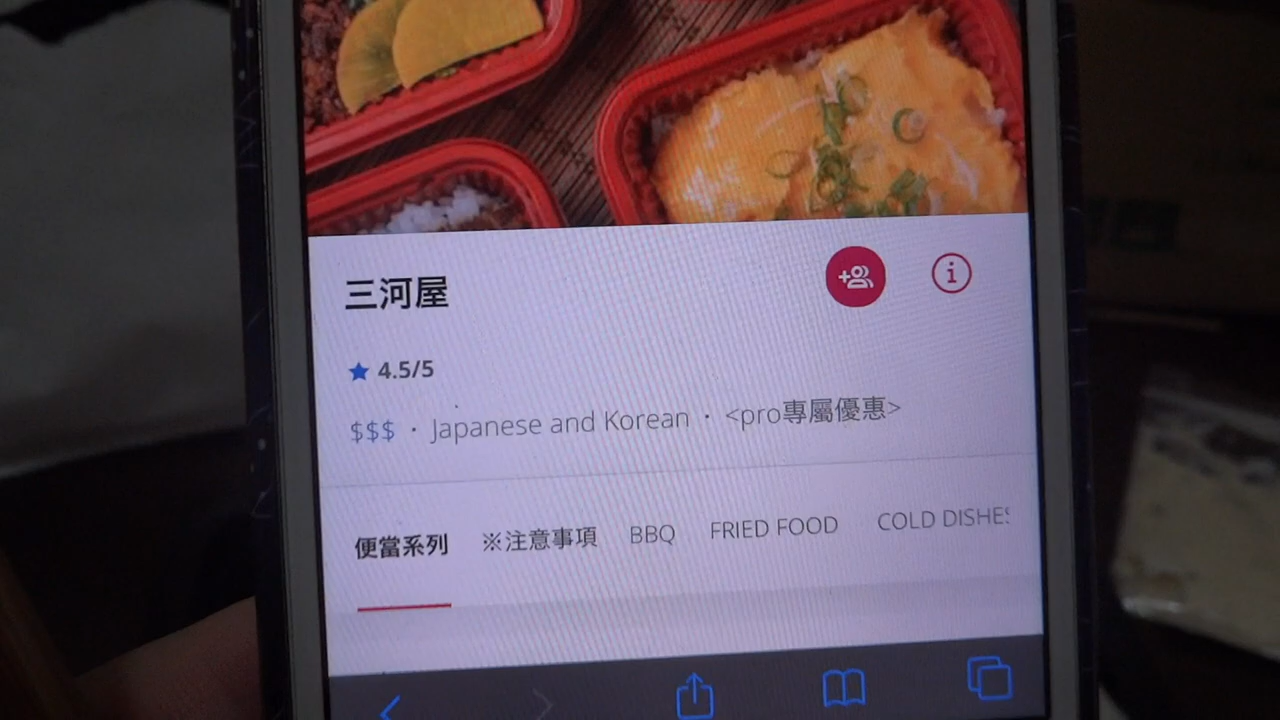 三河屋
4.5/5
$$$ · Japanese and Korean · <pro專屬優惠>
便當系列 ※注意事項 BBQ FRIED FOOD COLD DISHES